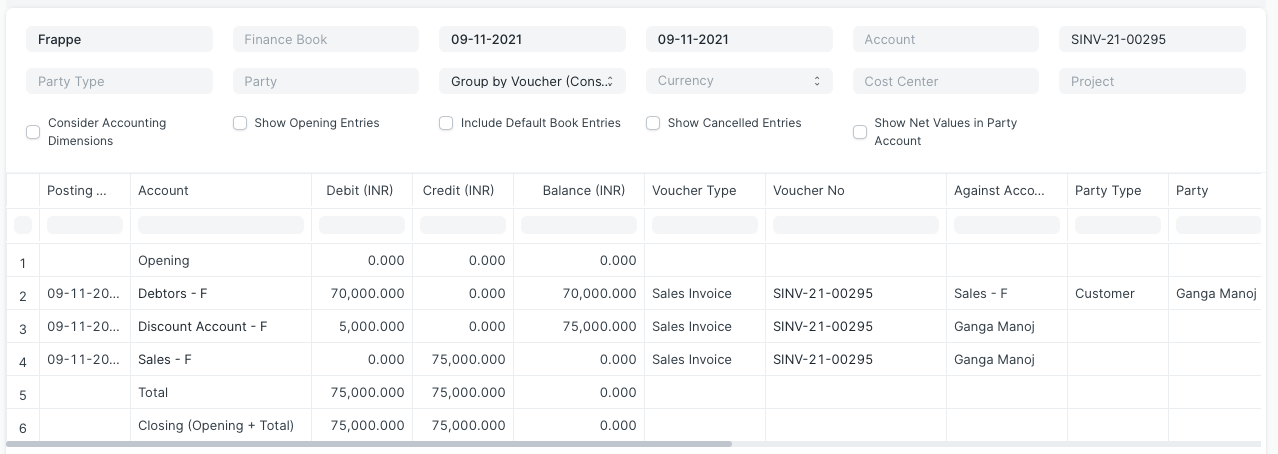 Frappe Finance Book 09-11-2021 09-11-2021 Account SINV-21-00295
Party Type Party Group by Voucher (Cons... Currency Cost Center Project
Consider Accounting Dimensions Show Opening Entries Include Default Book Entries Show Cancelled Entries Show Net Values in Party Account
Posting ... Account Debit (INR) Credit (INR) Balance (INR) Voucher Type Voucher No Against Acco... Party Type Party
1 Opening 0.000 0.000 0.000
2 09-11-20... Debtors - F 70,000.000 0.000 70,000.000 Sales Invoice SINV-21-00295 Sales - F Customer Ganga Manoj
3 09-11-20... Discount Account - F 5,000.000 0.000 75,000.000 Sales Invoice SINV-21-00295 Ganga Manoj
4 09-11-20... Sales - F 0.000 75,000.000 0.000 Sales Invoice SINV-21-00295 Ganga Manoj
5 Total 75,000.000 75,000.000 0.000
6 Closing (Opening + Total) 75,000.000 75,000.000 0.000